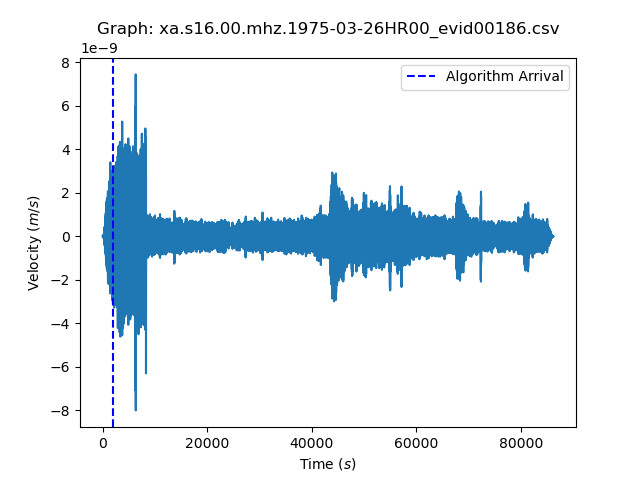 Graph: xa.s16.00.mhz.1975-03-26HR00_evid00186.csv
1e−9
Algorithm Arrival
8
6
4
2
0
−2
−4
−6
−8
Velocity (m/s)
0 20000 40000 60000 80000
Time (s)